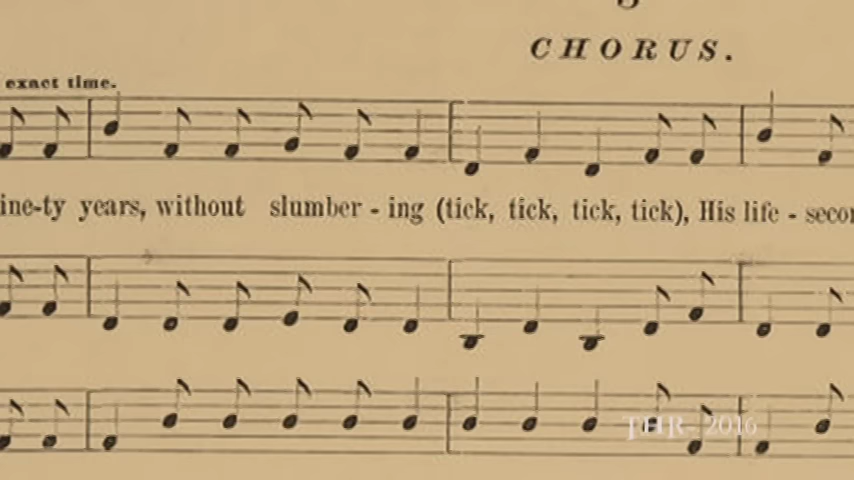 CHORUS.
exact time.
ine-ty years, without slumber - ing (tick, tick, tick, tick), His life - secon
THR- 2016